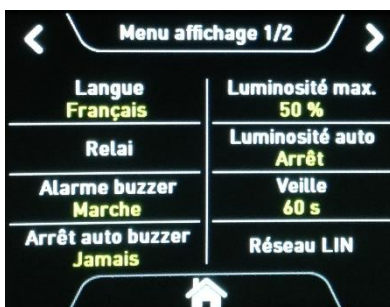 Menu affichage 1/2
Langue
Français
Luminosité max.
50 %
Relai
Luminosité auto
Arrêt
Alarme buzzer
Marche
Veille
60 s
Arrêt auto buzzer
Jamais
Réseau LIN